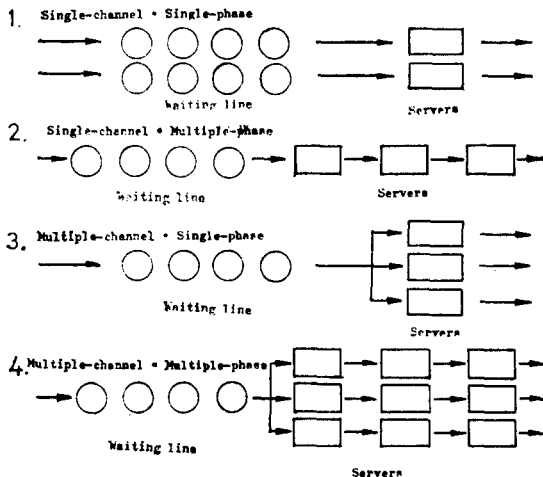 1. Single-channel • Single-phase
Waiting line
Servers
2. Single-channel • Multiple-phase
Waiting line
Servers
3. Multiple-channel • Single-phase
Waiting line
Servers
4. Multiple-channel • Multiple-phase
Waiting line
Servers